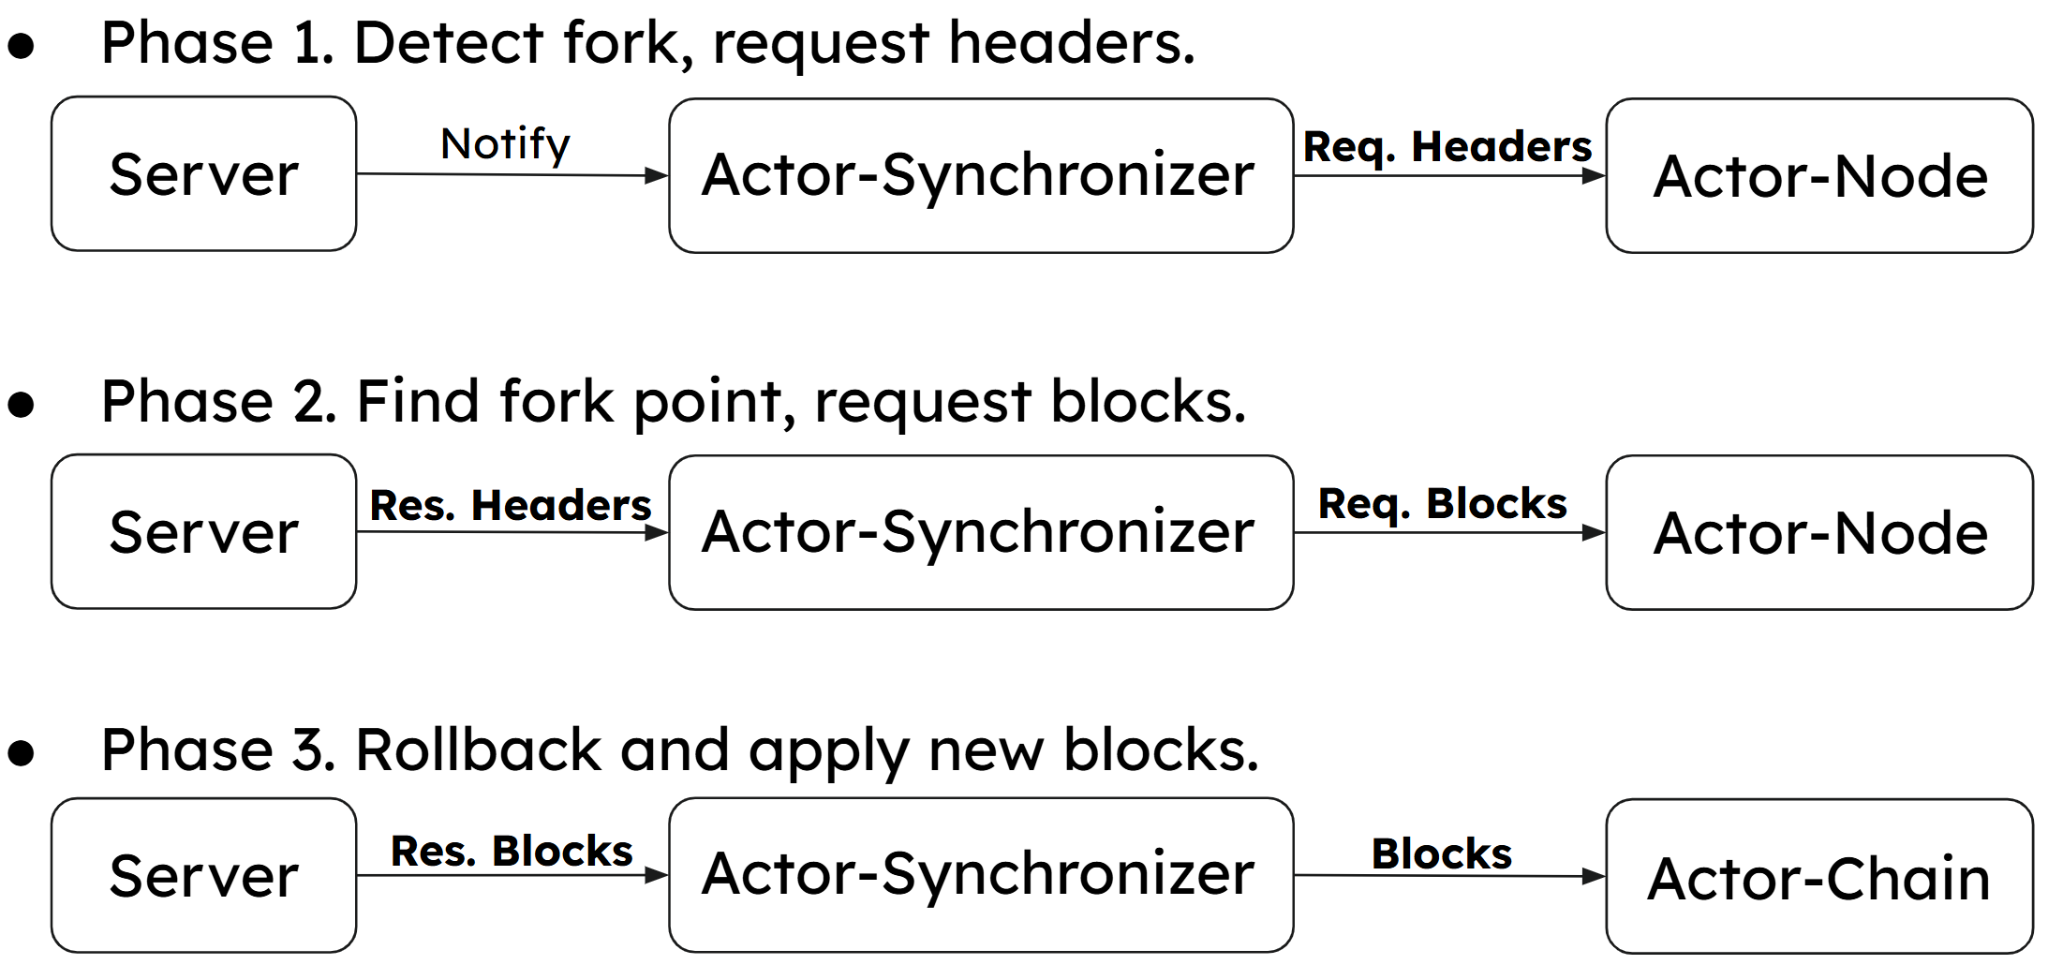 ● Phase 1. Detect fork, request headers.
Server
Notify
Actor-Synchronizer
Req. Headers
Actor-Node
● Phase 2. Find fork point, request blocks.
Server
Res. Headers
Actor-Synchronizer
Req. Blocks
Actor-Node
● Phase 3. Rollback and apply new blocks.
Server
Res. Blocks
Actor-Synchronizer
Blocks
Actor-Chain